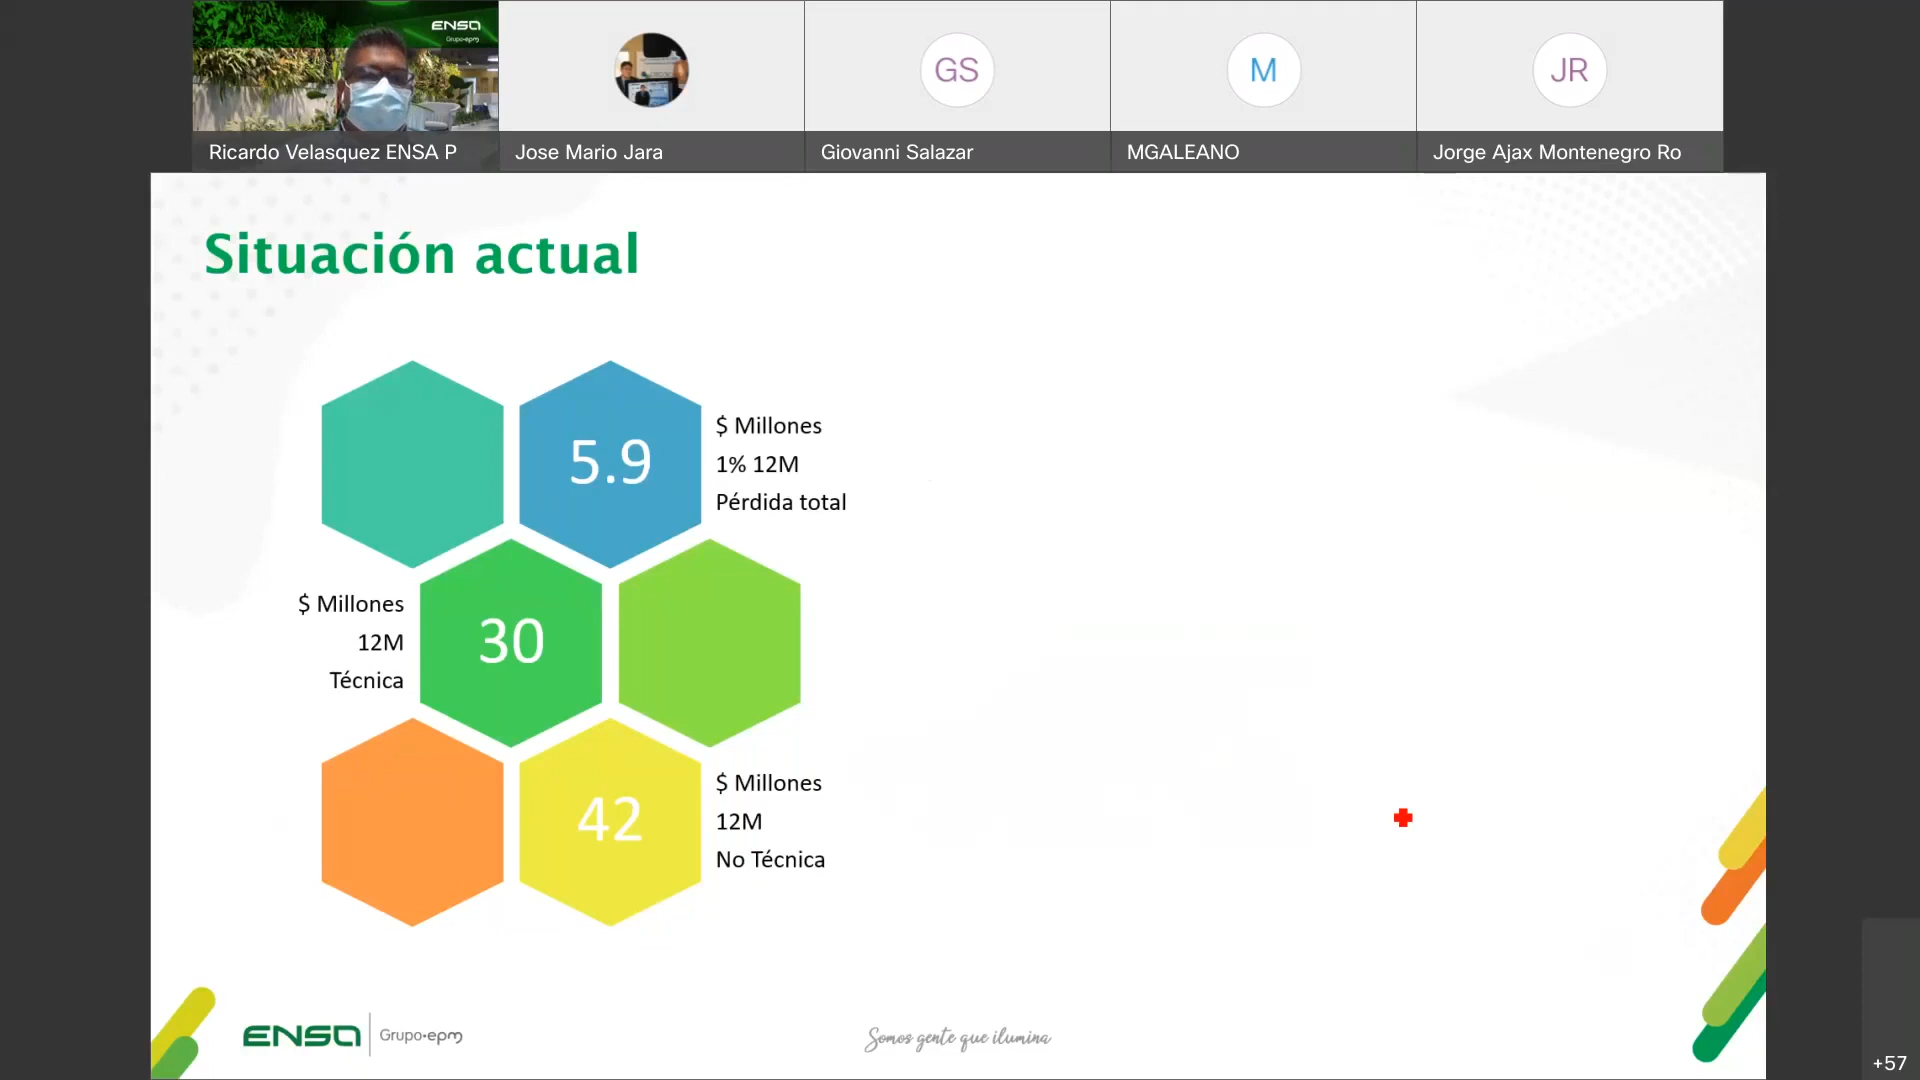 ENSA
Grupo•epm
GS
M
JR
Ricardo Velasquez ENSA P
Jose Mario Jara
Giovanni Salazar
MGALEANO
Jorge Ajax Montenegro Ro
Situación actual
5.9
$ Millones
1% 12M
Pérdida total
$ Millones
12M
Técnica
30
42
$ Millones
12M
No Técnica
ENSA
Grupo•epm
Somos gente que ilumina
+57